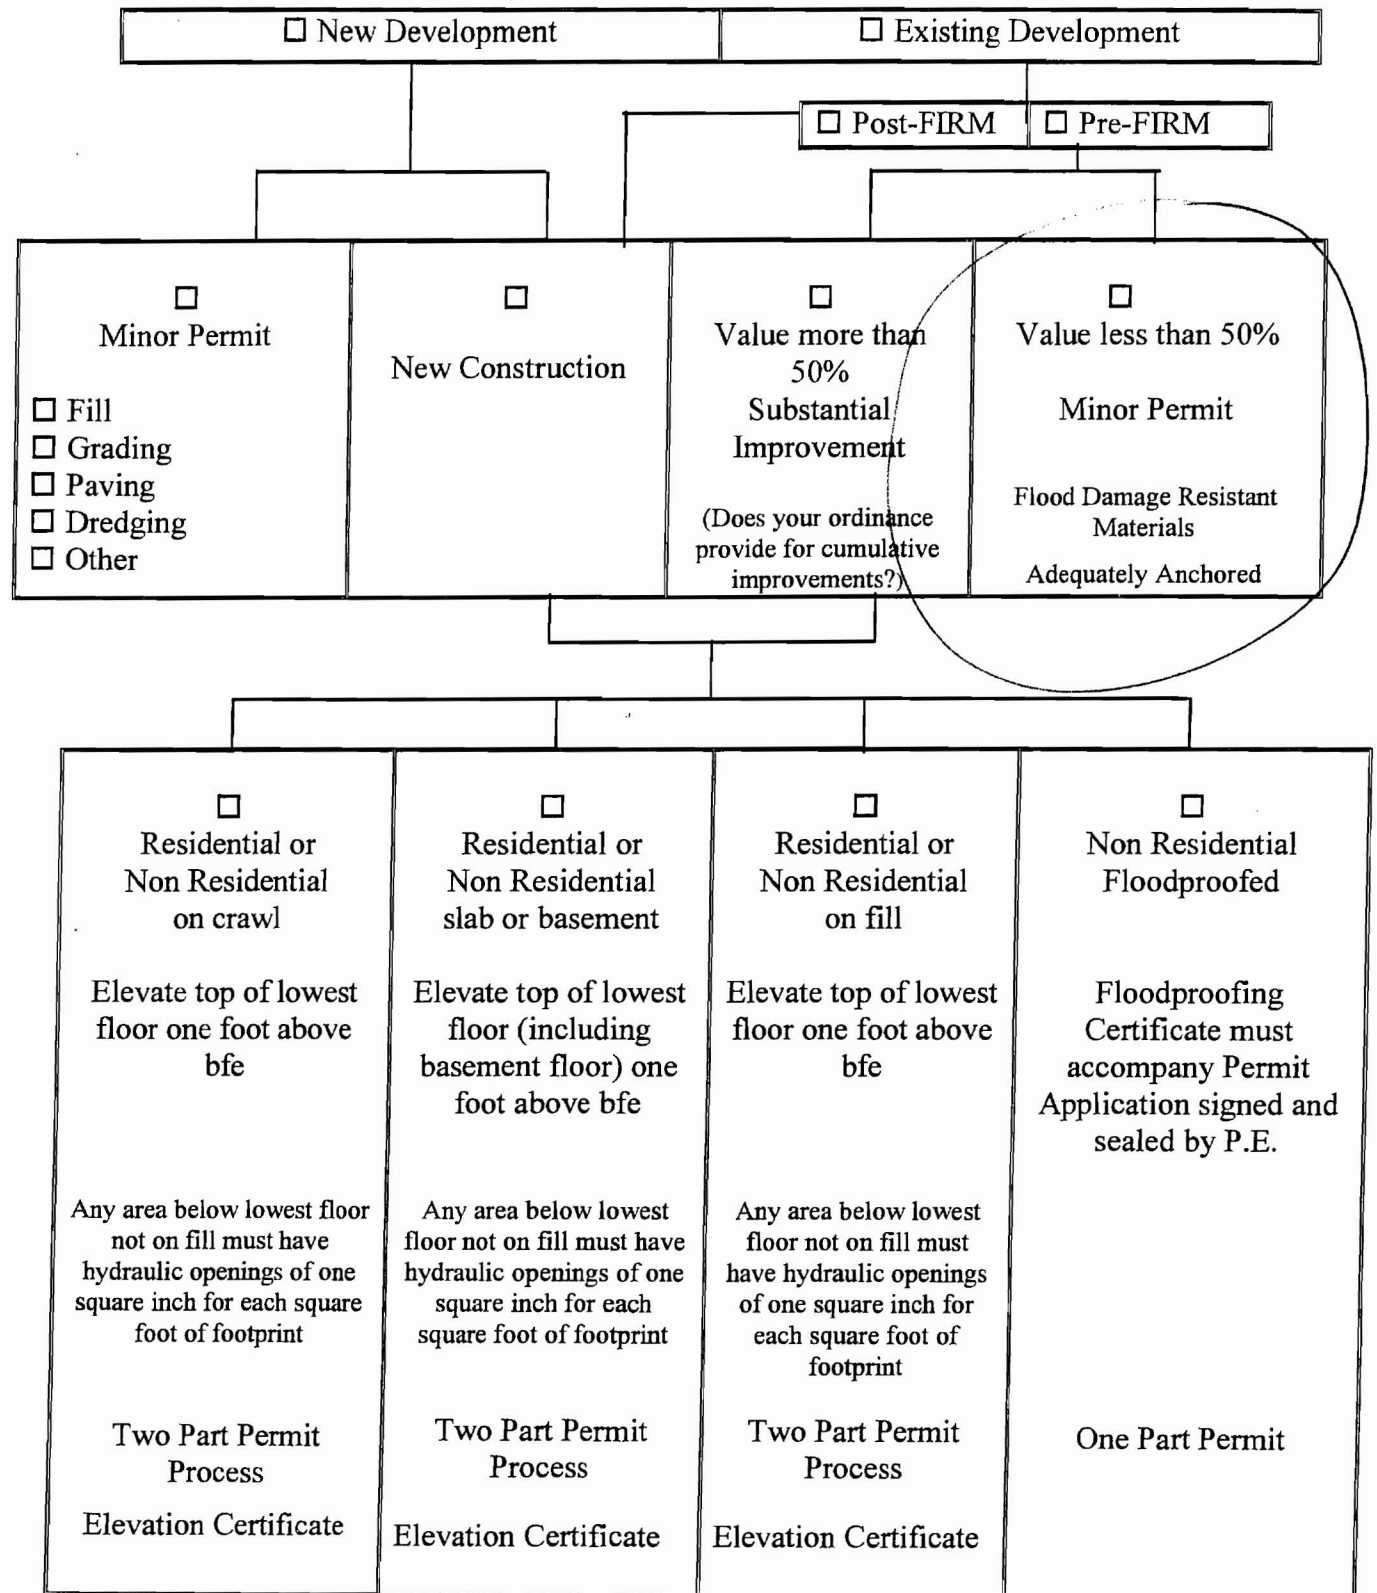 ☐ New Development
☐ Existing Development
☐ Post-FIRM
☐ Pre-FIRM
☐
Minor Permit
☐ Fill
☐ Grading
☐ Paving
☐ Dredging
☐ Other
☐
New Construction
☐
Value more than
50%
Substantial
Improvement
(Does your ordinance
provide for cumulative
improvements?)
☐
Value less than 50%
Minor Permit
Flood Damage Resistant
Materials
Adequately Anchored
☐
Residential or
Non Residential
on crawl
Elevate top of lowest
floor one foot above
bfe
Any area below lowest floor
not on fill must have
hydraulic openings of one
square inch for each square
foot of footprint
Two Part Permit
Process
Elevation Certificate
☐
Residential or
Non Residential
slab or basement
Elevate top of lowest
floor (including
basement floor) one
foot above bfe
Any area below lowest
floor not on fill must have
hydraulic openings of one
square inch for each
square foot of footprint
Two Part Permit
Process
Elevation Certificate
☐
Residential or
Non Residential
on fill
Elevate top of lowest
floor one foot above
bfe
Any area below lowest
floor not on fill must
have hydraulic openings
of one square inch for
each square foot of
footprint
Two Part Permit
Process
Elevation Certificate
☐
Non Residential
Floodproofed
Floodproofing
Certificate must
accompany Permit
Application signed and
sealed by P.E.
One Part Permit